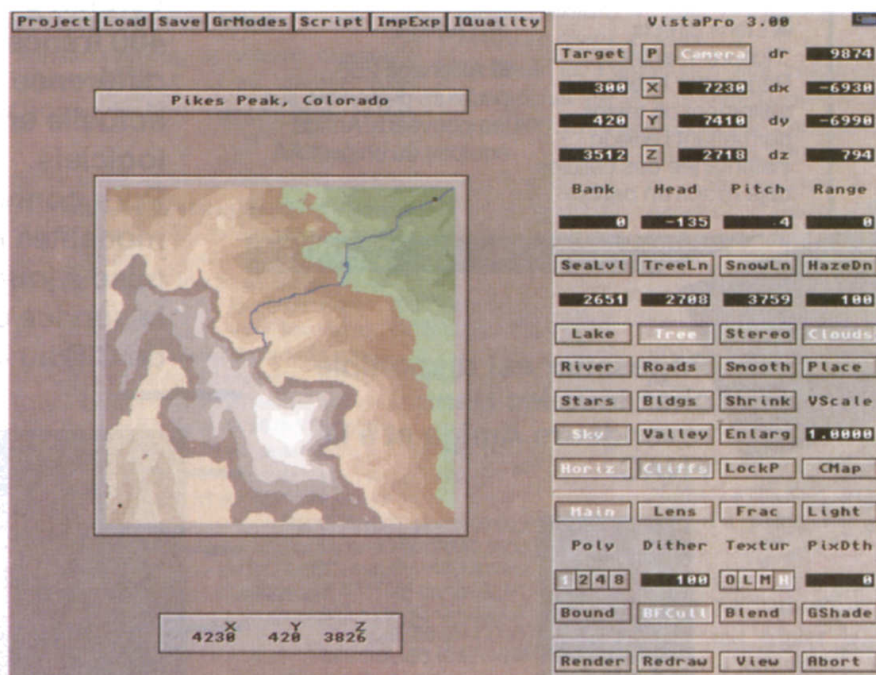 Project Load Save GrModes Script ImpExp IQuality
VistaPro 3.00
Pikes Peak, Colorado
Target P Camera dr 9874
300 X 7230 dx -6930
420 Y 7410 dy -6990
3512 Z 2718 dz 794
Bank Head Pitch Range
0 -135 4 0
SeaLvl TreeLn SnowLn HazeDn
2651 2708 3759 100
Lake Tree Stereo Clouds
River Roads Smooth Place
Stars Bldgs Shrink VScale
Sky Valley Enlarg 1.0000
Horiz Cliffs LockP CMap
Main Lens Frac Light
Poly Dither Textur PixDth
1 2 4 8 100 O L M H 0
Bound BFCull Blend GShade
Render Redraw View Abort
X Y Z
4230 420 3826